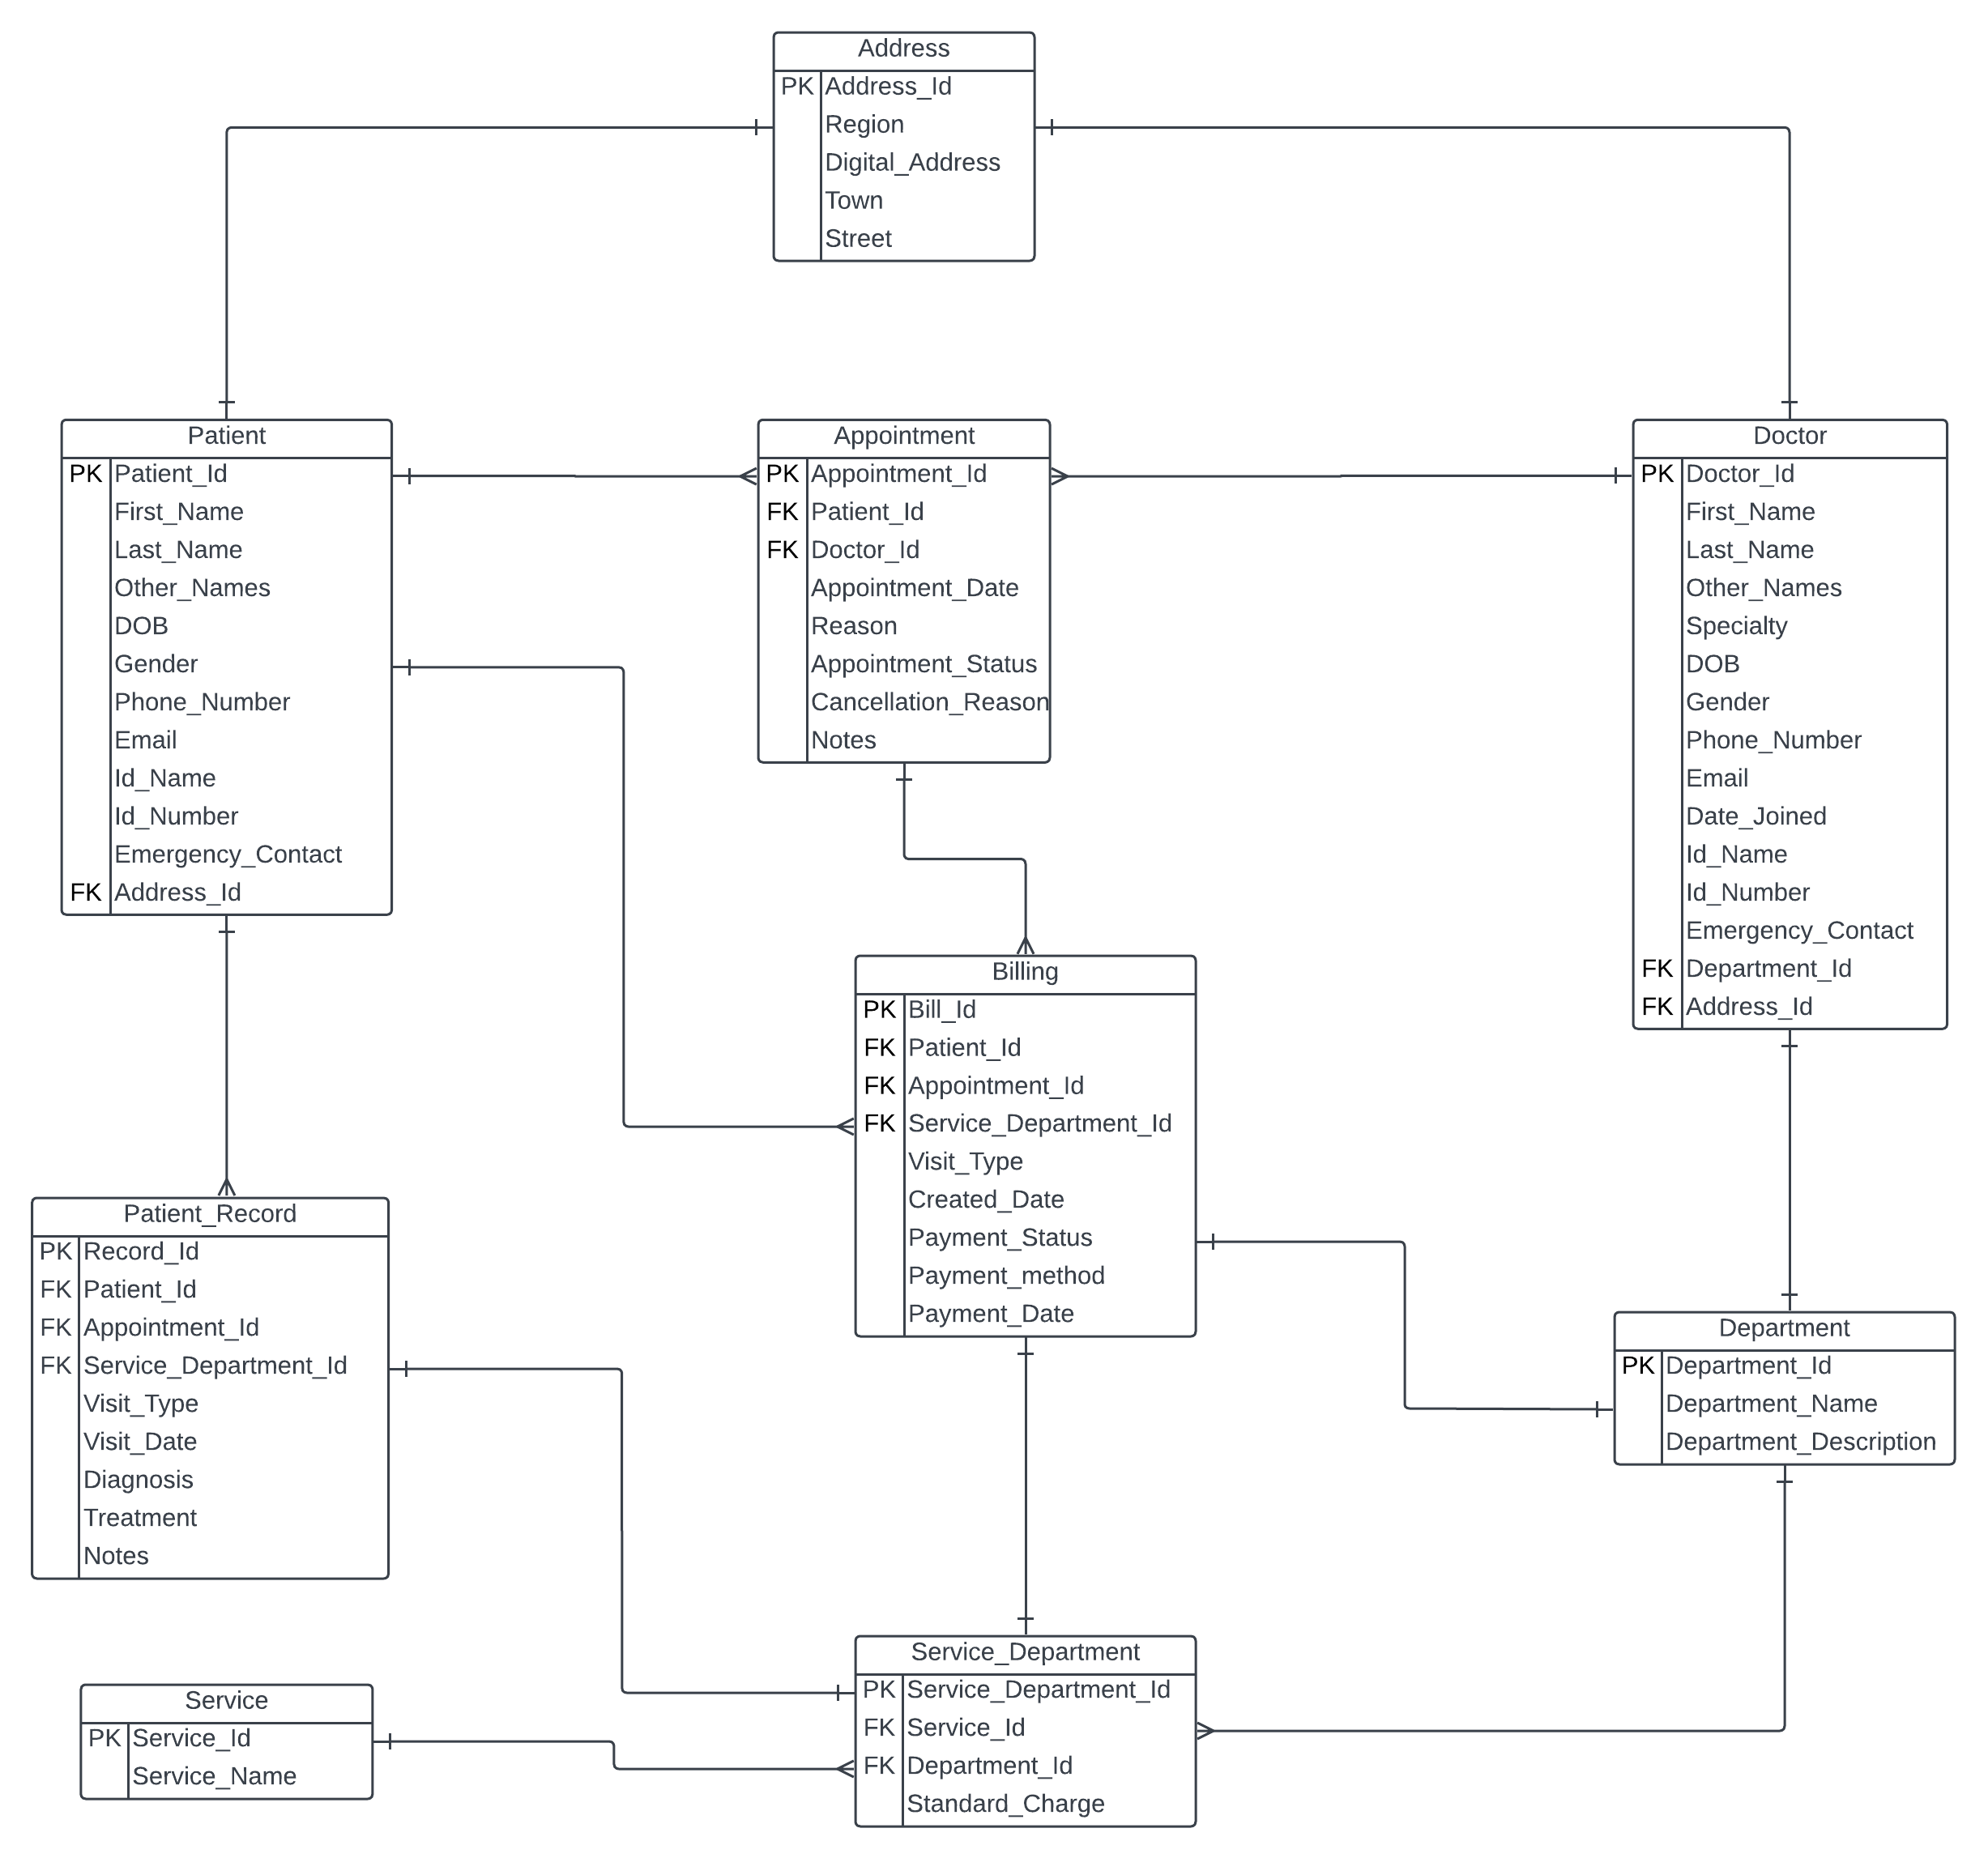 Address
PK Address_Id
Region
Digital_Address
Town
Street
Patient
PK Patient_Id
First_Name
Last_Name
Other_Names
DOB
Gender
Phone_Number
Email
Id_Name
Id_Number
Emergency_Contact
FK Address_Id
Appointment
PK Appointment_Id
FK Patient_Id
FK Doctor_Id
Appointment_Date
Reason
Appointment_Status
Cancellation_Reason
Notes
Doctor
PK Doctor_Id
First_Name
Last_Name
Other_Names
Specialty
DOB
Gender
Phone_Number
Email
Date_Joined
Id_Name
Id_Number
Emergency_Contact
FK Department_Id
FK Address_Id
Billing
PK Bill_Id
FK Patient_Id
FK Appointment_Id
FK Service_Department_Id
Visit_Type
Created_Date
Payment_Status
Payment_method
Payment_Date
Patient_Record
PK Record_Id
FK Patient_Id
FK Appointment_Id
FK Service_Department_Id
Visit_Type
Visit_Date
Diagnosis
Treatment
Notes
Department
PK Department_Id
Department_Name
Department_Description
Service
PK Service_Id
Service_Name
Service_Department
PK Service_Department_Id
FK Service_Id
FK Department_Id
Standard_Charge